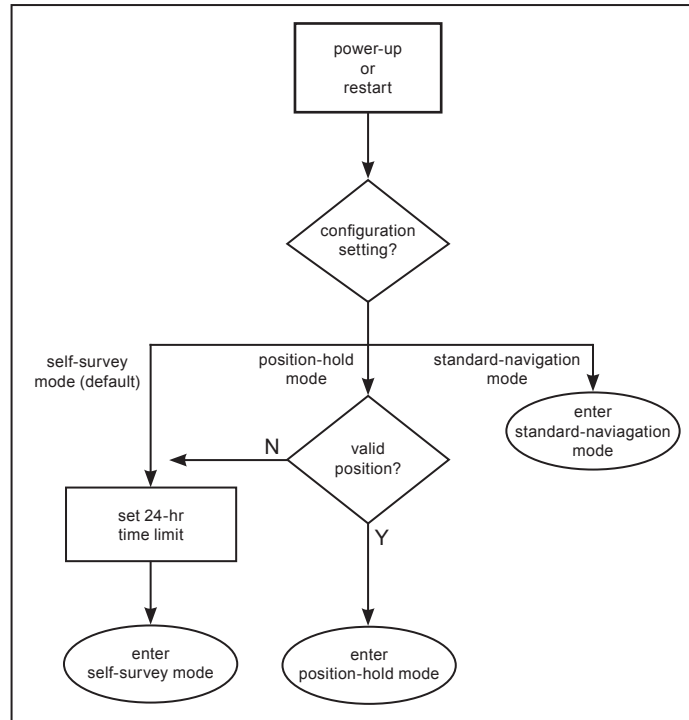 power-up
or
restart
configuration
setting?
self-survey
mode (default)
position-hold
mode
standard-navigation
mode
enter
standard-naviagation
mode
N
valid
position?
Y
set 24-hr
time limit
enter
self-survey mode
enter
position-hold mode